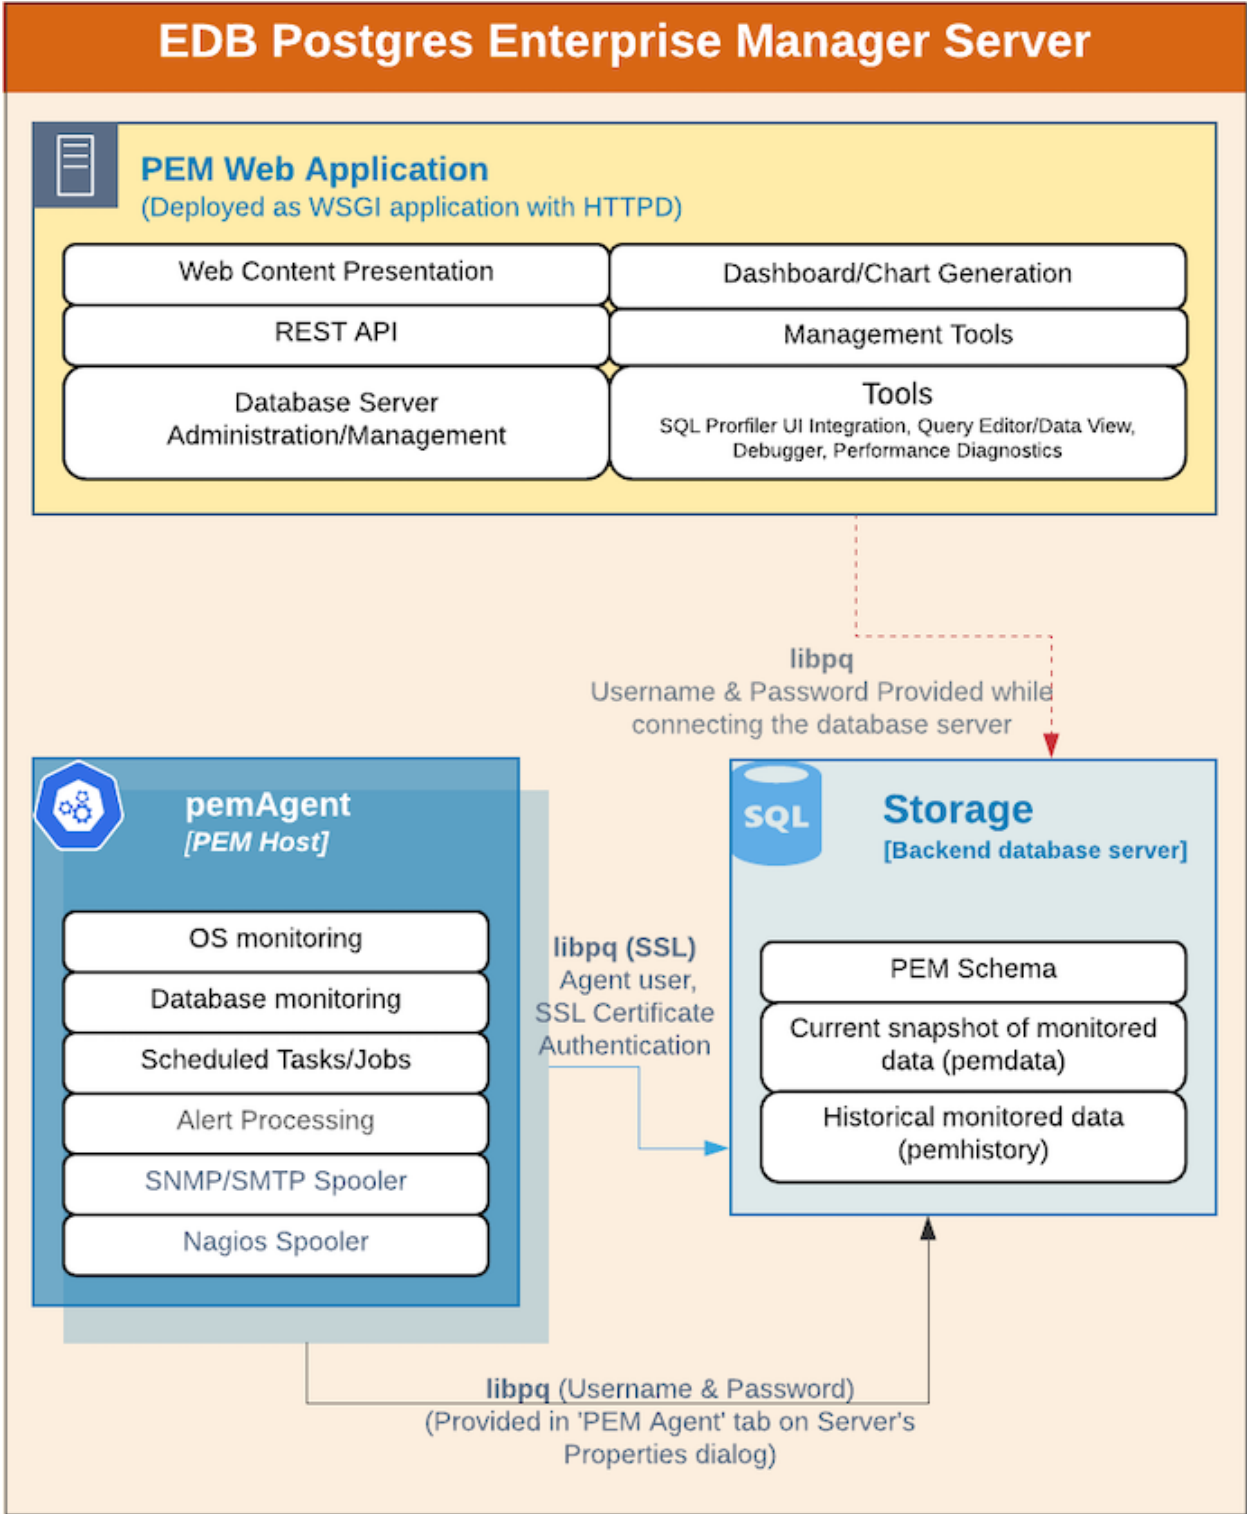 EDB Postgres Enterprise Manager Server
PEM Web Application
(Deployed as WSGI application with HTTPD)
Web Content Presentation
Dashboard/Chart Generation
REST API
Management Tools
Database Server
Administration/Management
Tools
SQL Prorfiler UI Integration, Query Editor/Data View,
Debugger, Performance Diagnostics
libpq
Username & Password Provided while
connecting the database server
pemAgent
[PEM Host]
OS monitoring
Database monitoring
Scheduled Tasks/Jobs
Alert Processing
SNMP/SMTP Spooler
Nagios Spooler
libpq (SSL)
Agent user,
SSL Certificate
Authentication
SQL
Storage
[Backend database server]
PEM Schema
Current snapshot of monitored
data (pemdata)
Historical monitored data
(pemhistory)
libpq (Username & Password)
(Provided in 'PEM Agent' tab on Server's
Properties dialog)